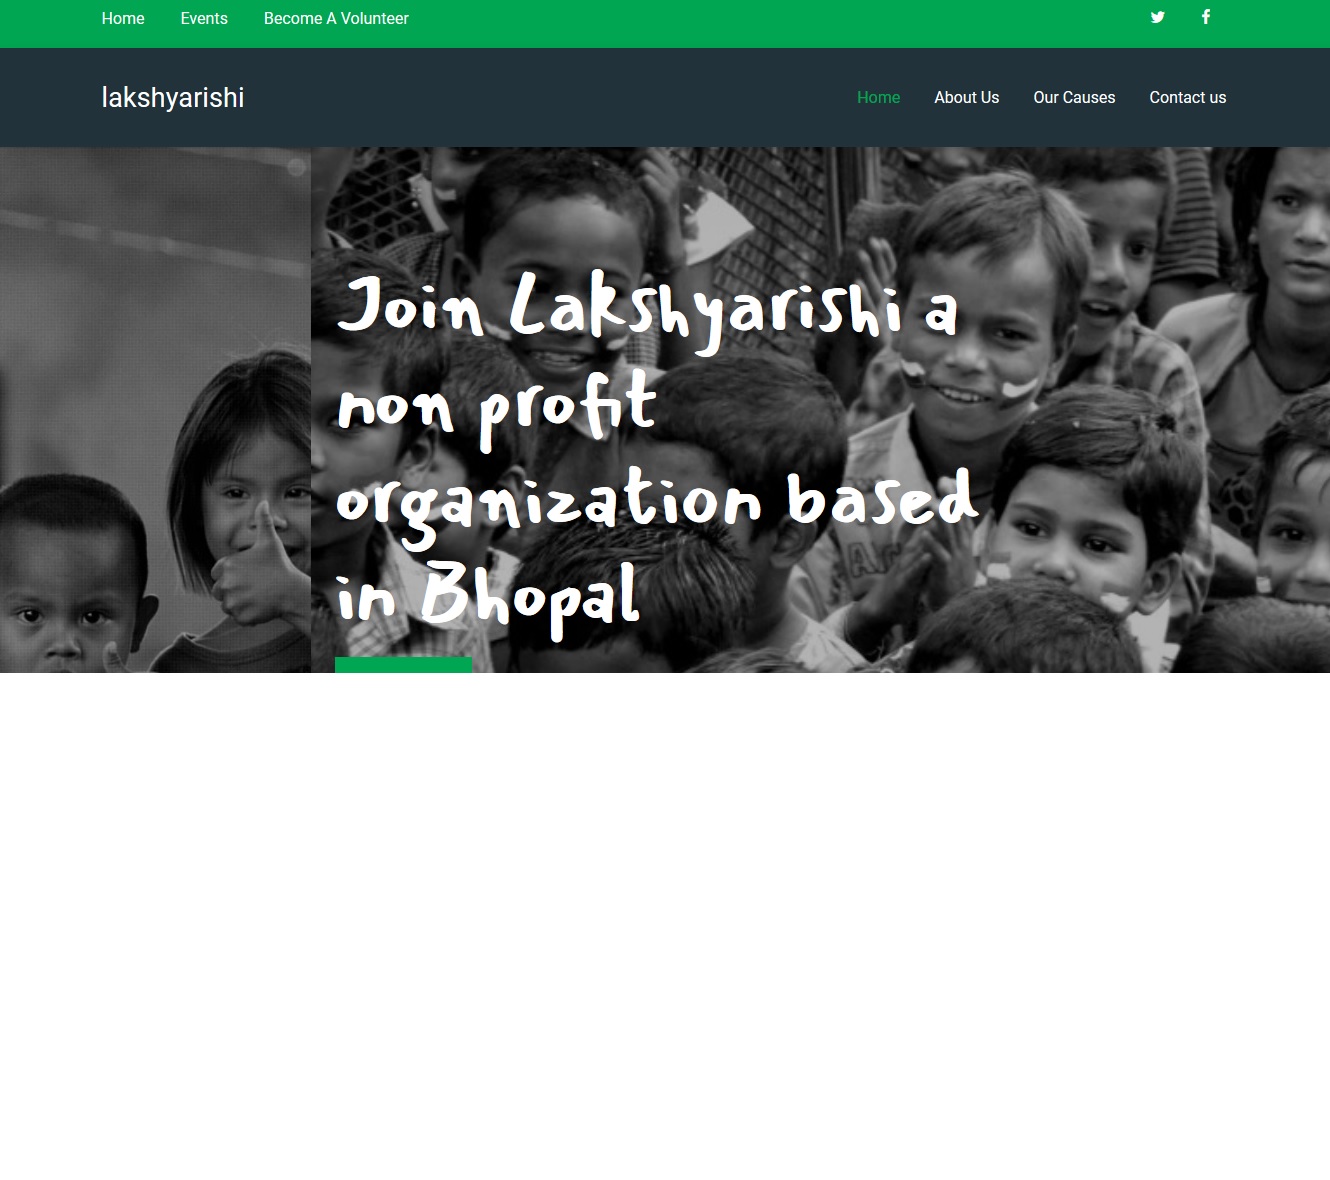 Home Events Become A Volunteer
lakshyarishi
Home About Us Our Causes Contact us
Join Lakshyarishi a
non profit
organization based
in Bhopal